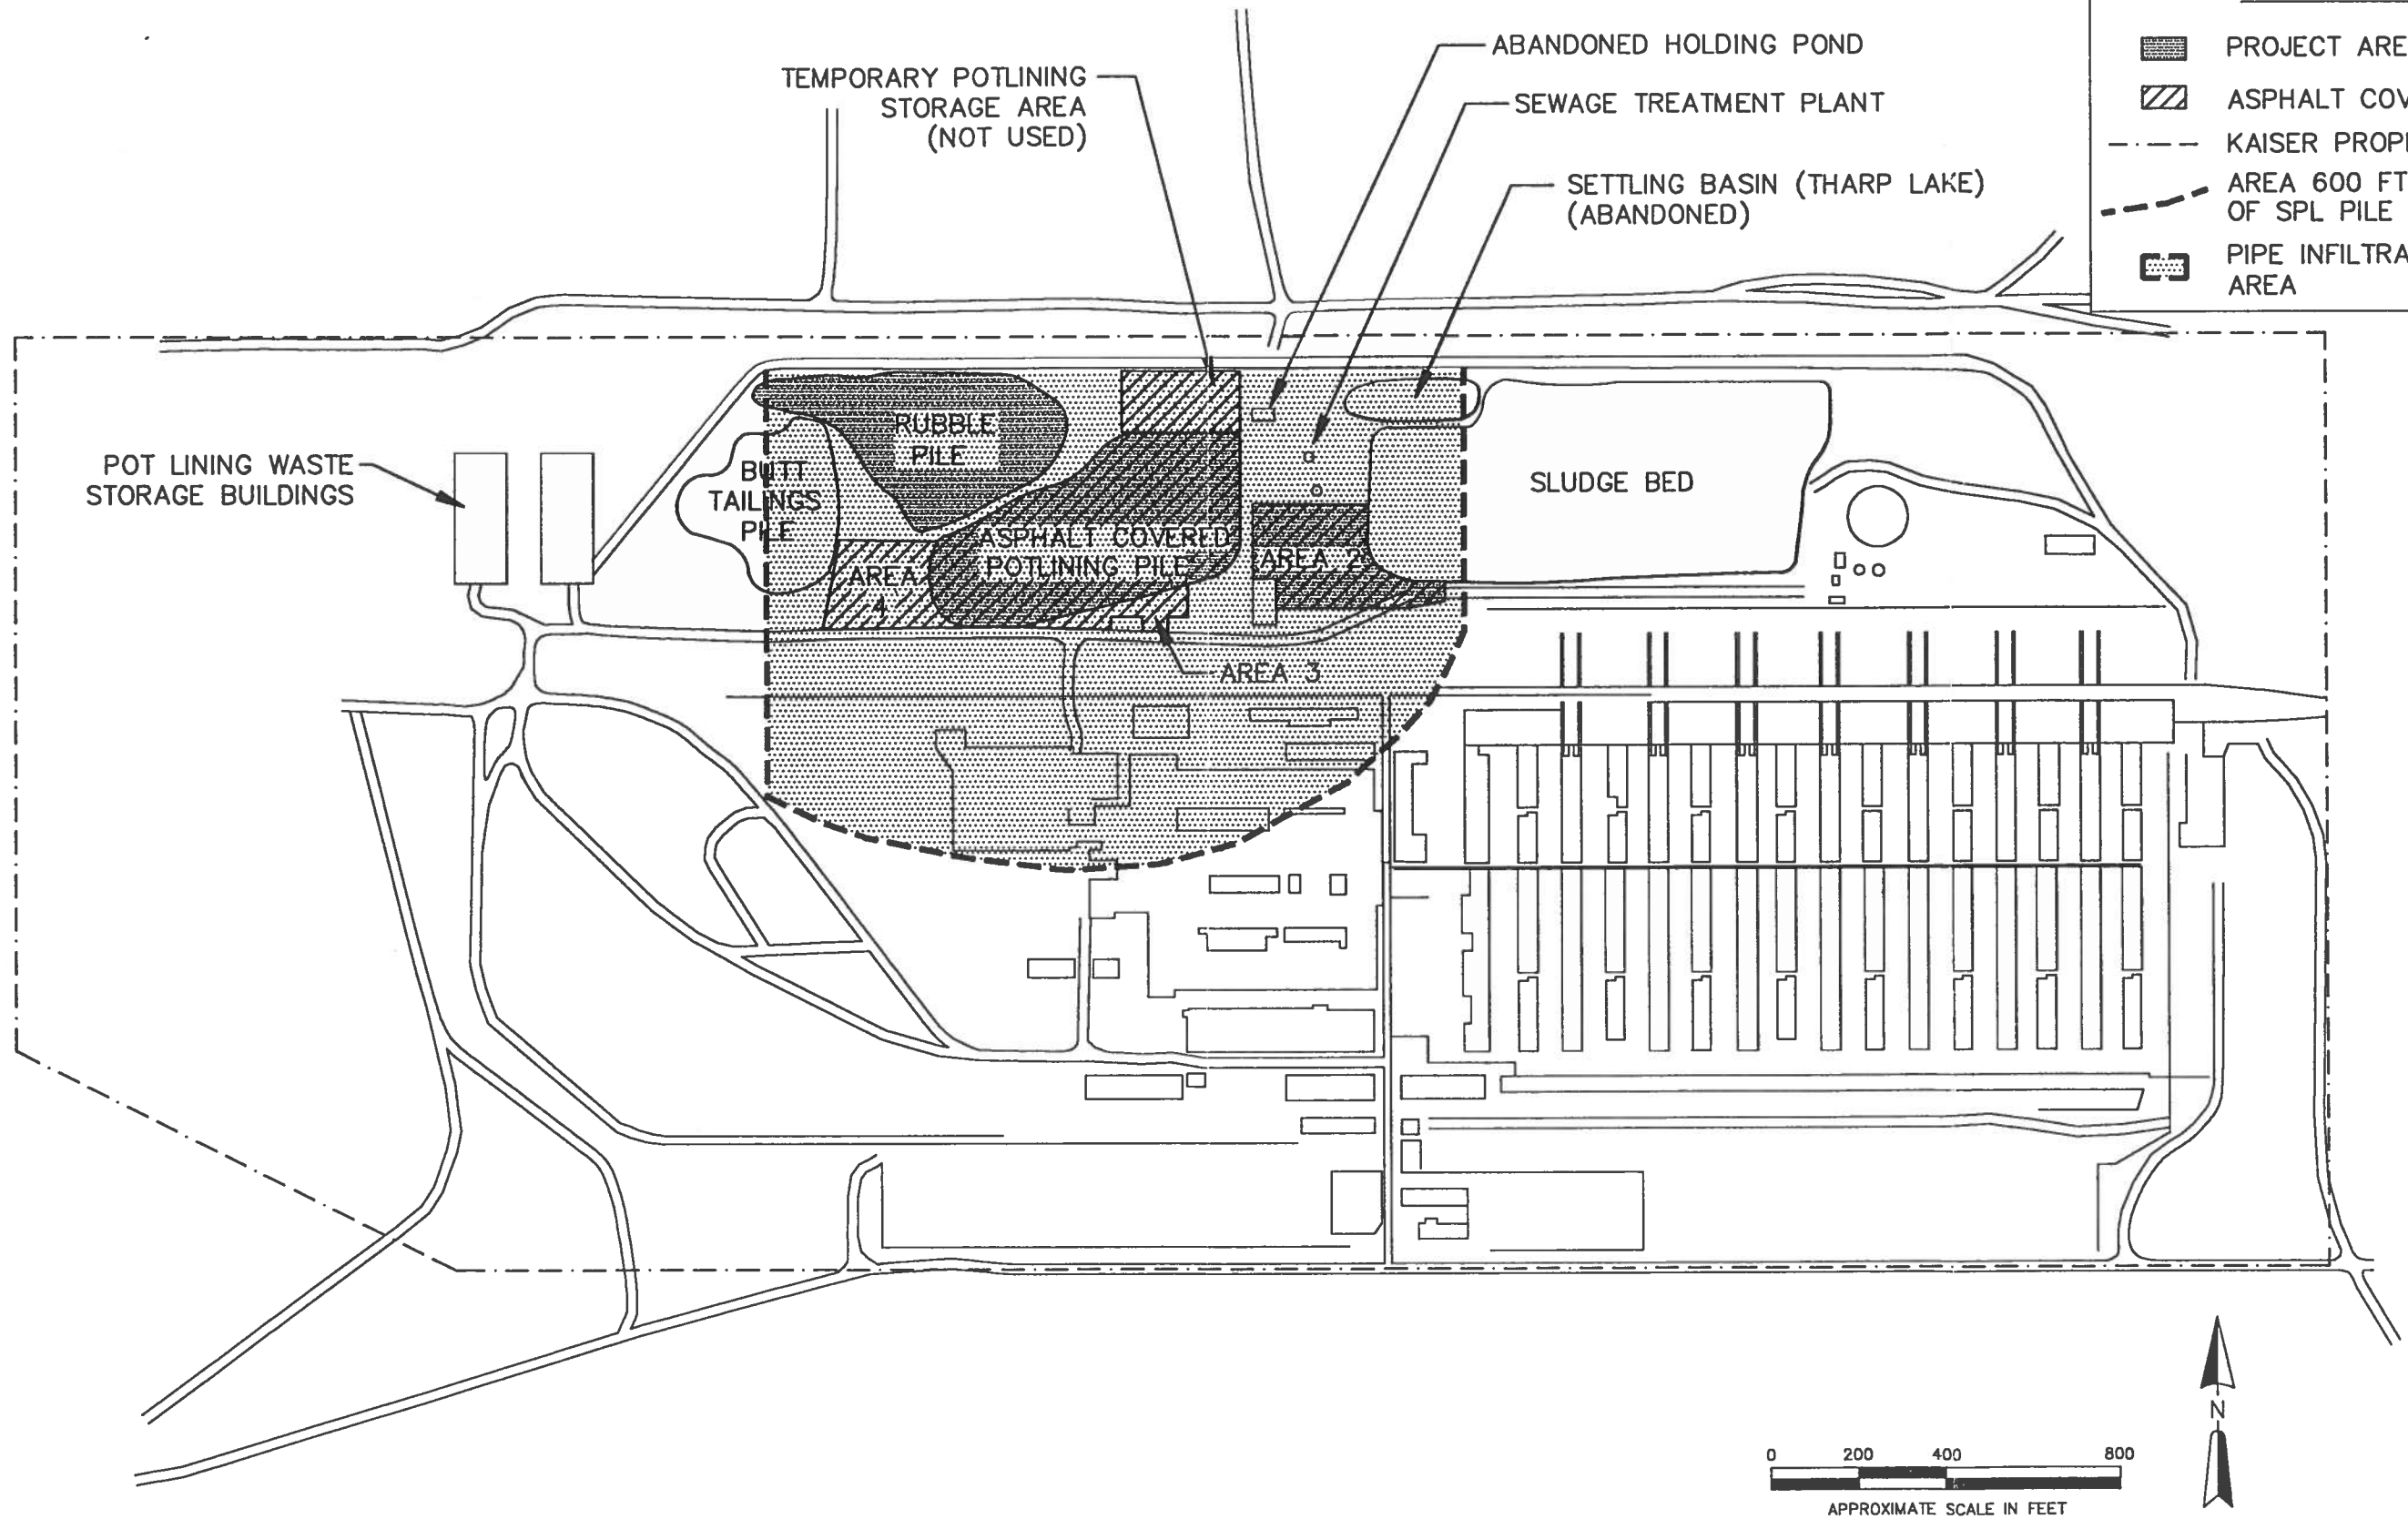 ABANDONED HOLDING POND
TEMPORARY POTLINING
STORAGE AREA
(NOT USED)
SEWAGE TREATMENT PLANT
SETTLING BASIN (THARP LAKE)
(ABANDONED)
PROJECT ARE
ASPHALT COV
KAISER PROP
AREA 600 FT
OF SPL PILE
PIPE INFILTRA
AREA
POT LINING WASTE
STORAGE BUILDINGS
RUBBLE
PILE
BUTT
TAILINGS
PILE
SLUDGE BED
ASPHALT COVERED
POTLINING PILE
AREA 2
AREA
4
AREA 3
N
0 200 400 800
APPROXIMATE SCALE IN FEET